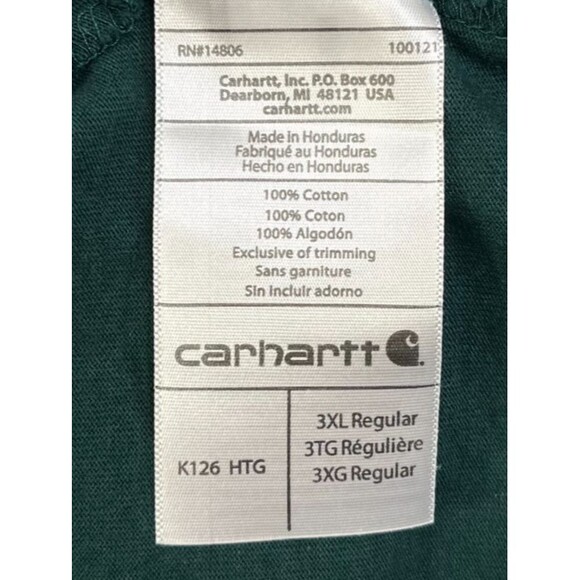 RN#14806 100121
Carhartt, Inc. P.O. Box 600
Dearborn, MI 48121 USA
carhartt.com
Made in Honduras
Fabriqué au Honduras
Hecho en Honduras
100% Cotton
100% Coton
100% Algodón
Exclusive of trimming
Sans garniture
Sin incluir adorno
carhartt
K126 HTG
3XL Regular
3TG Régulière
3XG Regular